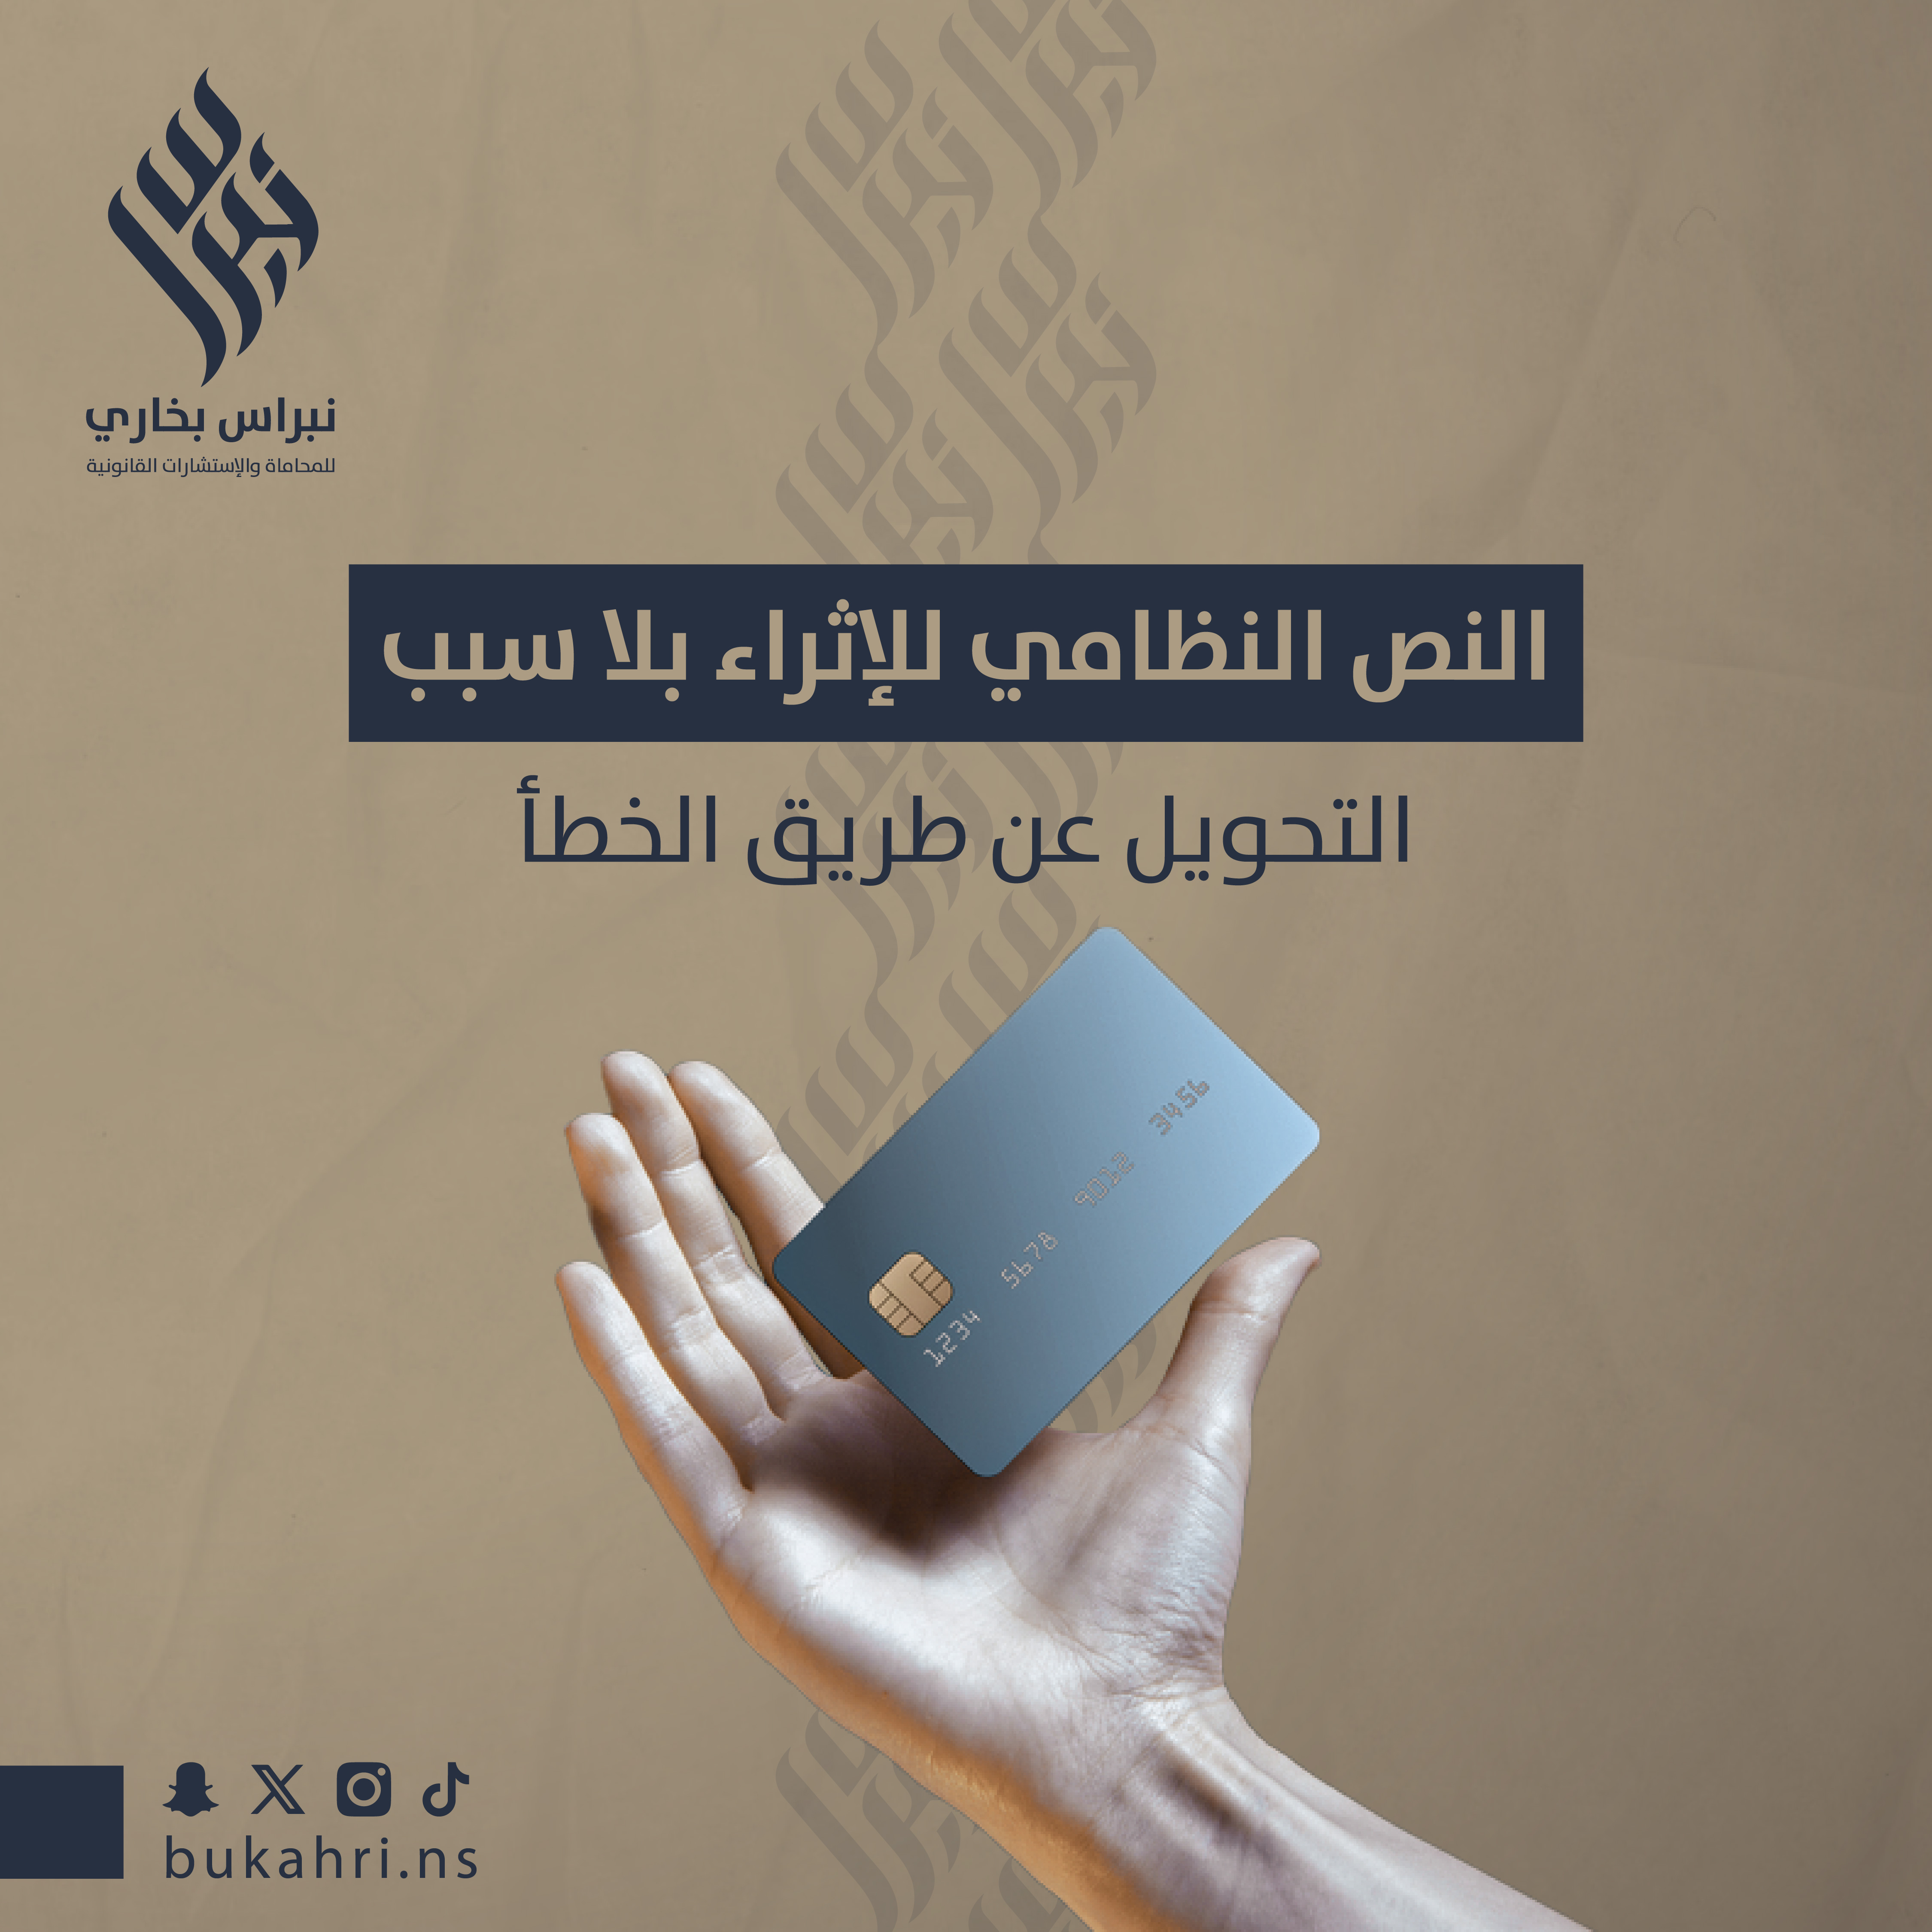 نبراس
نبراس بخاري
للمحاماة والإستشارات القانونية
النص النظامي للإثراء بلا سبب
التحويل عن طريق الخطأ
1234 5678 9012 3456
bukahri.ns